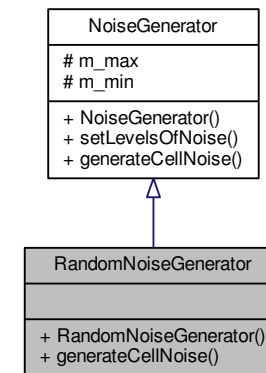 NoiseGenerator
# m_max
# m_min
+ NoiseGenerator()
+ setLevelsOfNoise()
+ generateCellNoise()
RandomNoiseGenerator
+ RandomNoiseGenerator()
+ generateCellNoise()